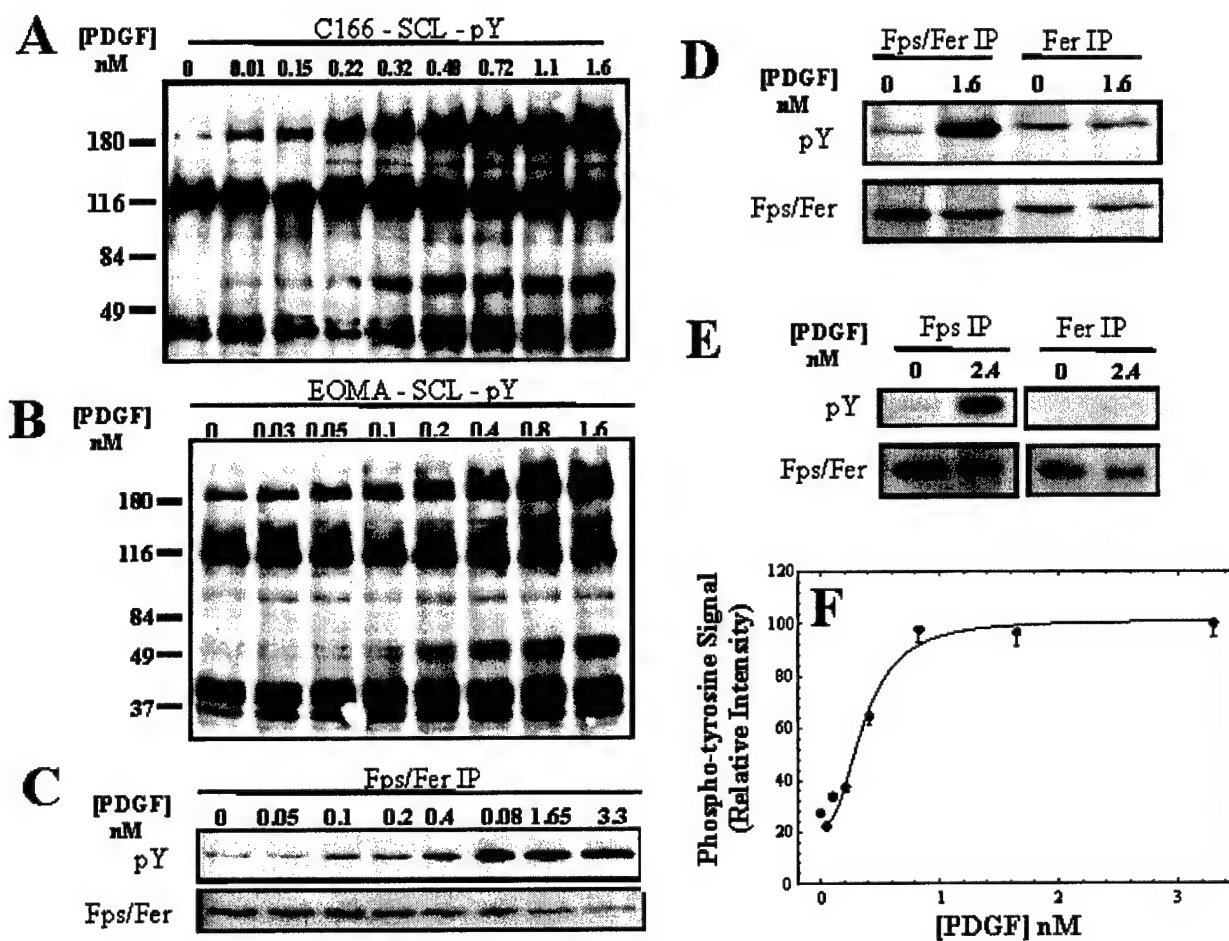 A
C166 - SCL - pY
[PDGF]
nM
0 0.01 0.15 0.22 0.32 0.48 0.72 1.1 1.6
180
116
84
49
B
EOMA - SCL - pY
[PDGF]
nM
0 0.03 0.05 0.1 0.2 0.4 0.8 1.6
180
116
84
49
37
C
Fps/Fer IP
[PDGF]
nM
0 0.05 0.1 0.2 0.4 0.08 1.65 3.3
pY
Fps/Fer
D
Fps/Fer IP Fer IP
[PDGF]
nM
0 1.6 0 1.6
pY
Fps/Fer
E
Fps IP Fer IP
[PDGF]
nM
0 2.4 0 2.4
pY
Fps/Fer
F
Phospho-tyrosine Signal
(Relative Intensity)
120
100
80
60
40
20
0
0 1 2 3
[PDGF] nM